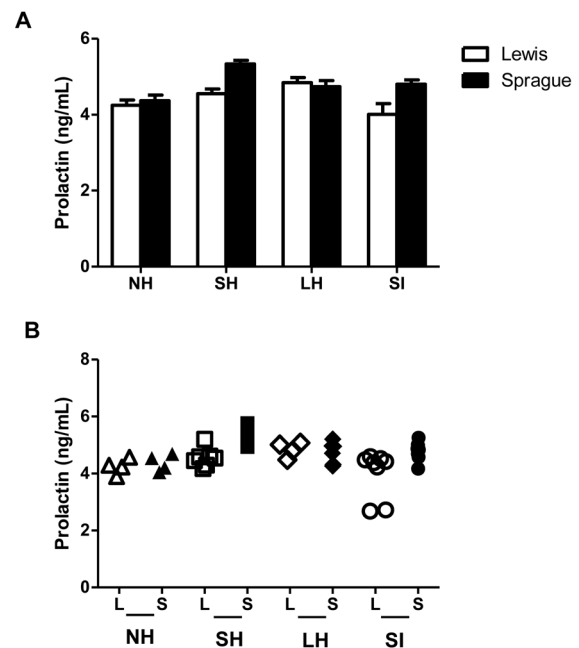 A
Prolactin (ng/mL)
6
4
2
0
NH SH LH SI
Lewis
Sprague
B
Prolactin (ng/mL)
8
6
4
2
0
L S L S L S L S
NH SH LH SI